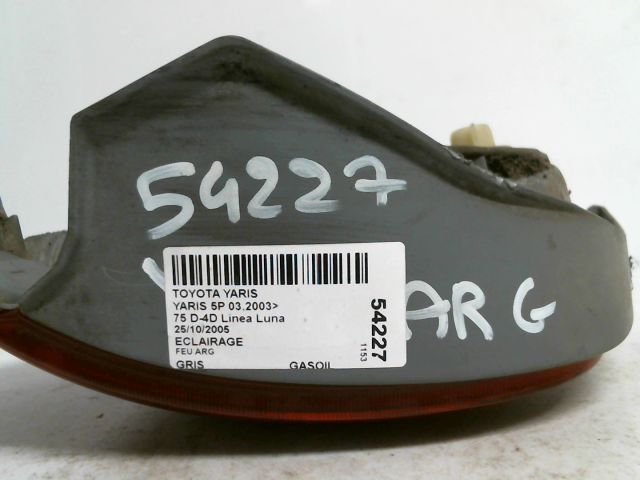 54227
Y
AR G
TOYOTA YARIS
YARIS 5P 03.2003>
75 D-4D Linea Luna
25/10/2005
ECLAIRAGE
FEU ARG
GRIS GASOIL
54227
1153